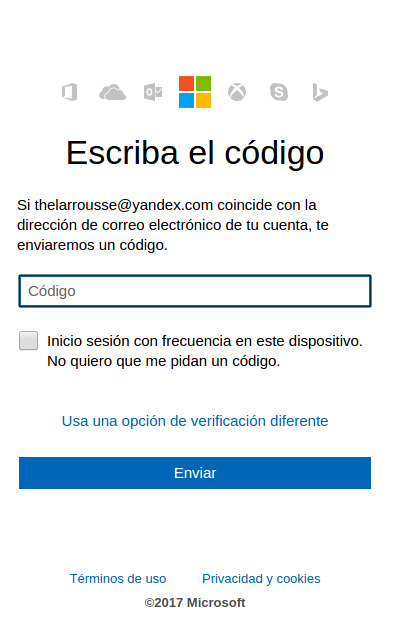 Escriba el código
Si thelarrousse@yandex.com coincide con la
dirección de correo electrónico de tu cuenta, te
enviaremos un código.
Código
Inicio sesión con frecuencia en este dispositivo.
No quiero que me pidan un código.
Usa una opción de verificación diferente
Enviar
Términos de uso Privacidad y cookies
©2017 Microsoft